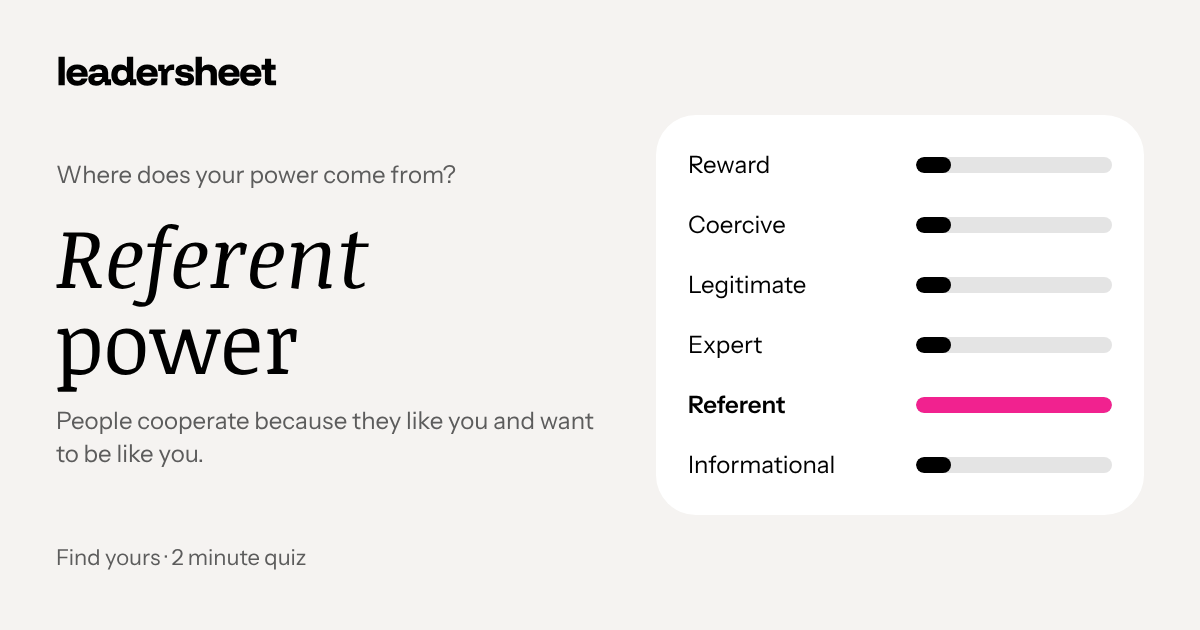 leadersheet
Where does your power come from?
Referent
power
People cooperate because they like you and want
to be like you.
Find yours · 2 minute quiz
Reward
Coercive
Legitimate
Expert
Referent
Informational